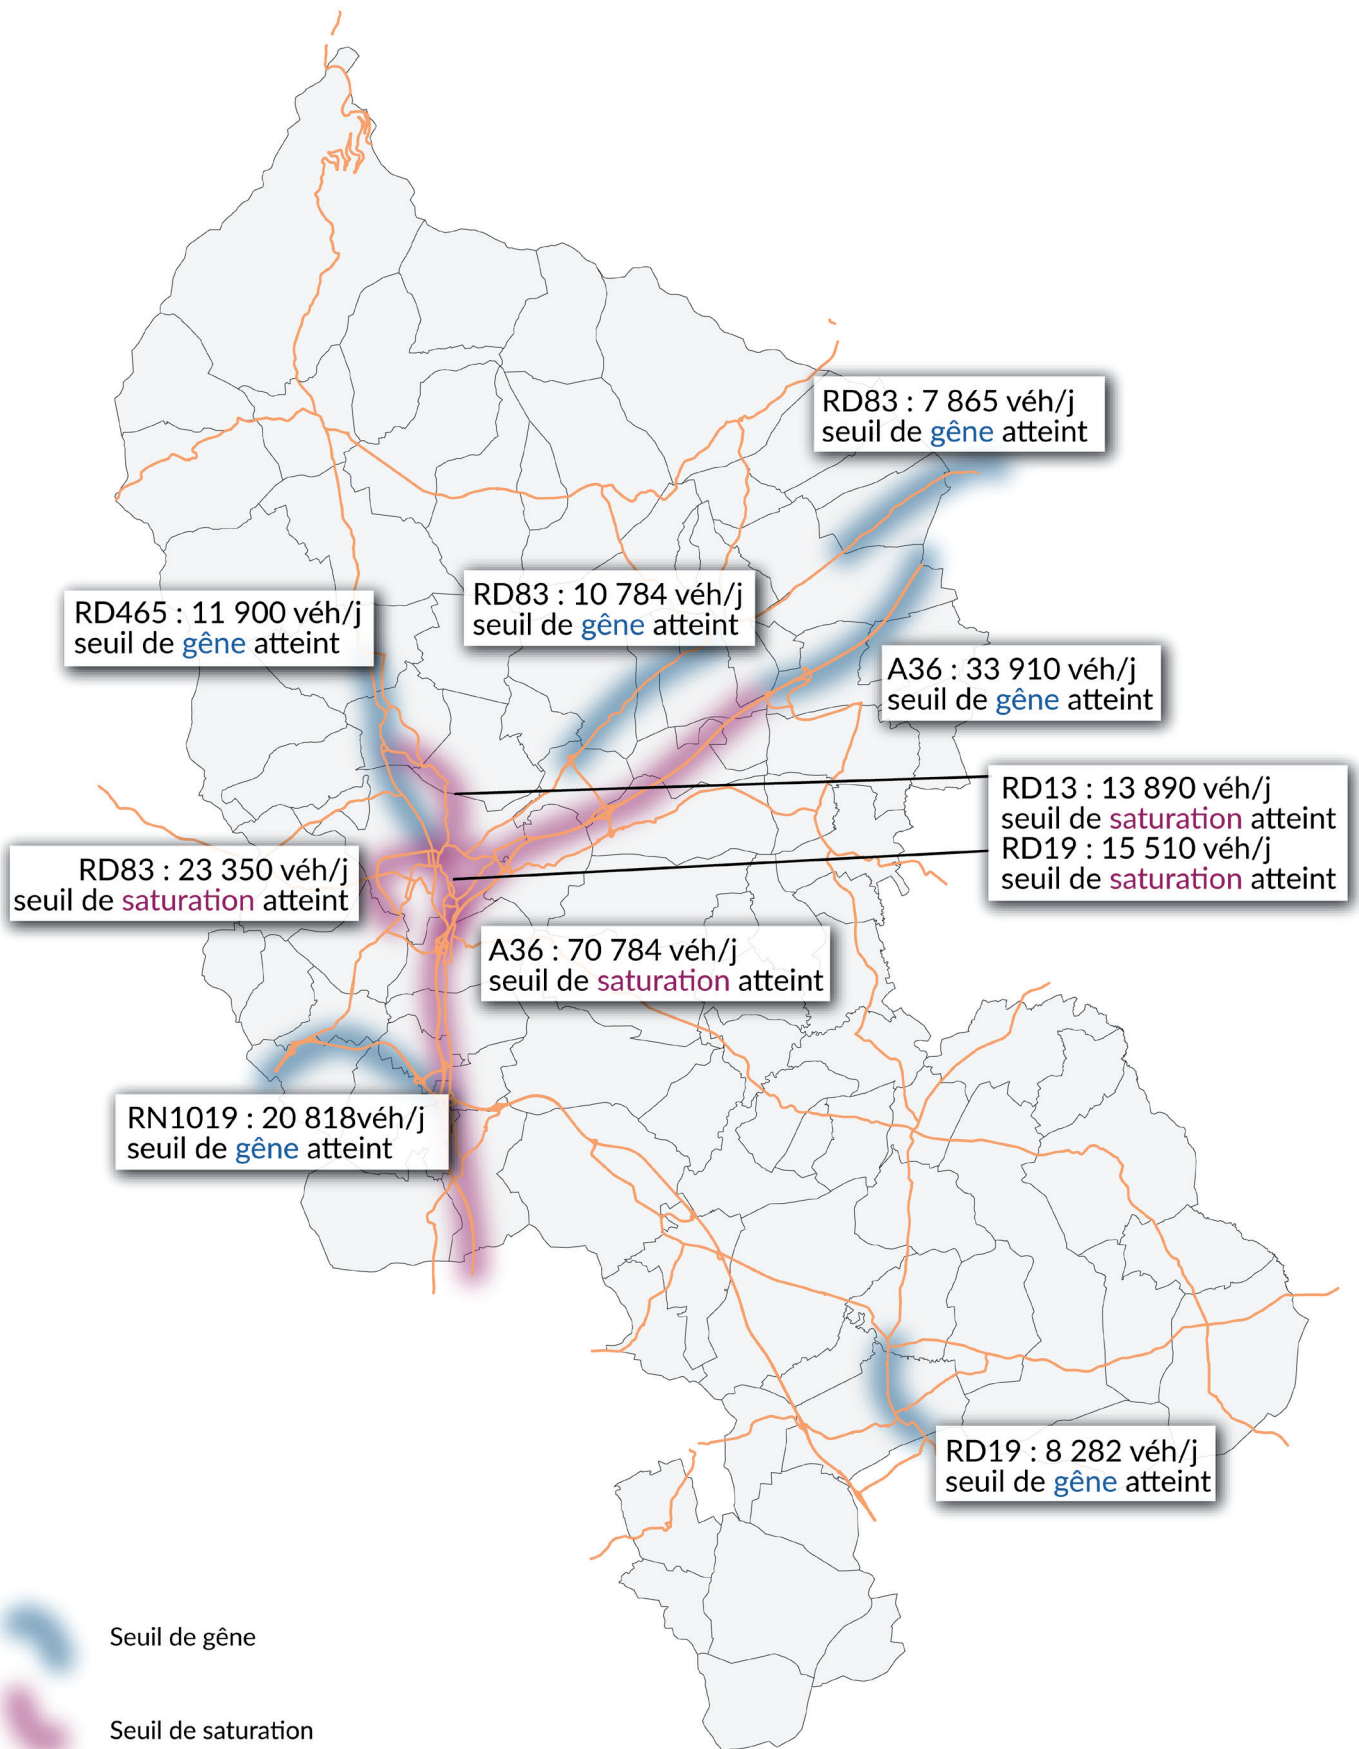 RD83 : 7 865 véh/j
seuil de gêne atteint
RD465 : 11 900 véh/j
seuil de gêne atteint
RD83 : 10 784 véh/j
seuil de gêne atteint
A36 : 33 910 véh/j
seuil de gêne atteint
RD13 : 13 890 véh/j
seuil de saturation atteint
RD19 : 15 510 véh/j
seuil de saturation atteint
RD83 : 23 350 véh/j
seuil de saturation atteint
A36 : 70 784 véh/j
seuil de saturation atteint
RN1019 : 20 818véh/j
seuil de gêne atteint
RD19 : 8 282 véh/j
seuil de gêne atteint
Seuil de gêne
Seuil de saturation